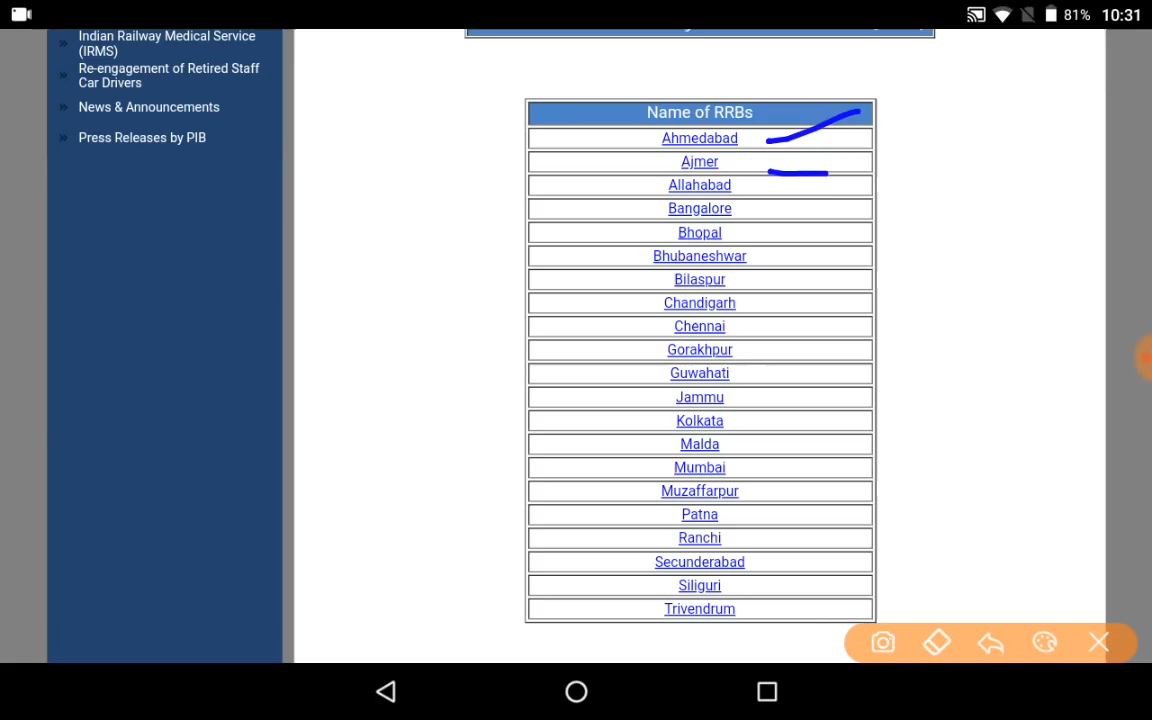 81% 10:31
Indian Railway Medical Service
(IRMS)
Re-engagement of Retired Staff
Car Drivers
News & Announcements
Press Releases by PIB
Name of RRBs
Ahmedabad
Ajmer
Allahabad
Bangalore
Bhopal
Bhubaneshwar
Bilaspur
Chandigarh
Chennai
Gorakhpur
Guwahati
Jammu
Kolkata
Malda
Mumbai
Muzaffarpur
Patna
Ranchi
Secunderabad
Siliguri
Trivendrum